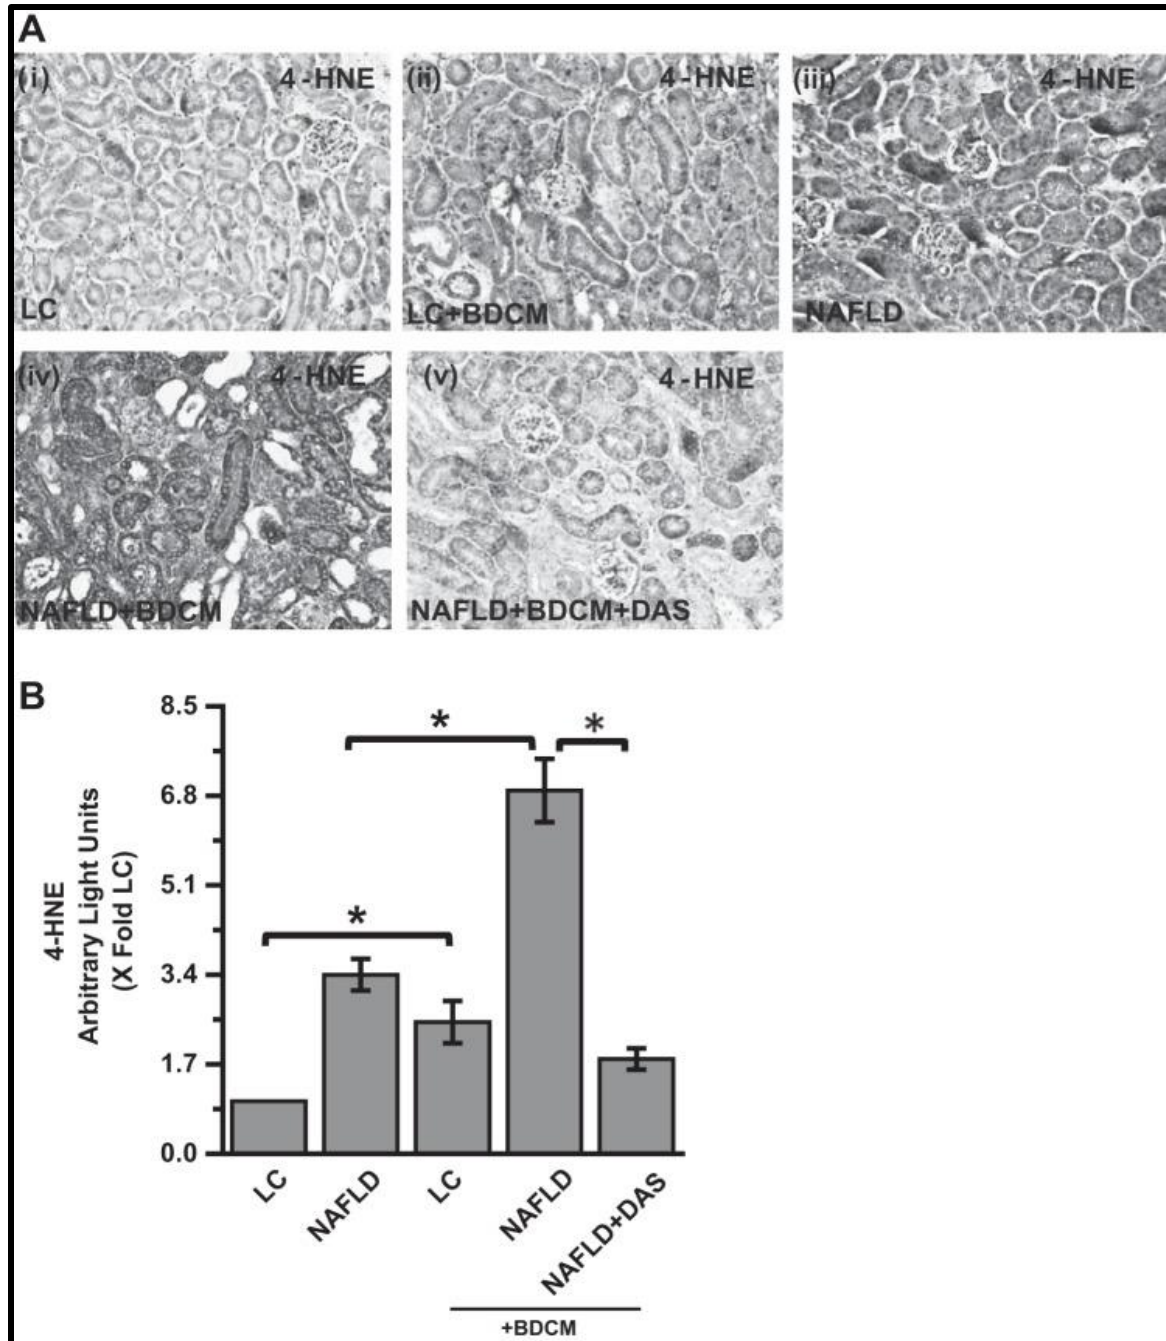 A
(i) 4-HNE
LC
(ii) 4-HNE
LC+BDCM
(iii) 4-HNE
NAFLD
(iv) 4-HNE
NAFLD+BDCM
(v) 4-HNE
NAFLD+BDCM+DAS
B
4-HNE
Arbitrary Light Units
(X Fold LC)
8.5
6.8
5.1
3.4
1.7
0.0
*
*
*
LC
NAFLD
LC
NAFLD
NAFLD+DAS
+BDCM